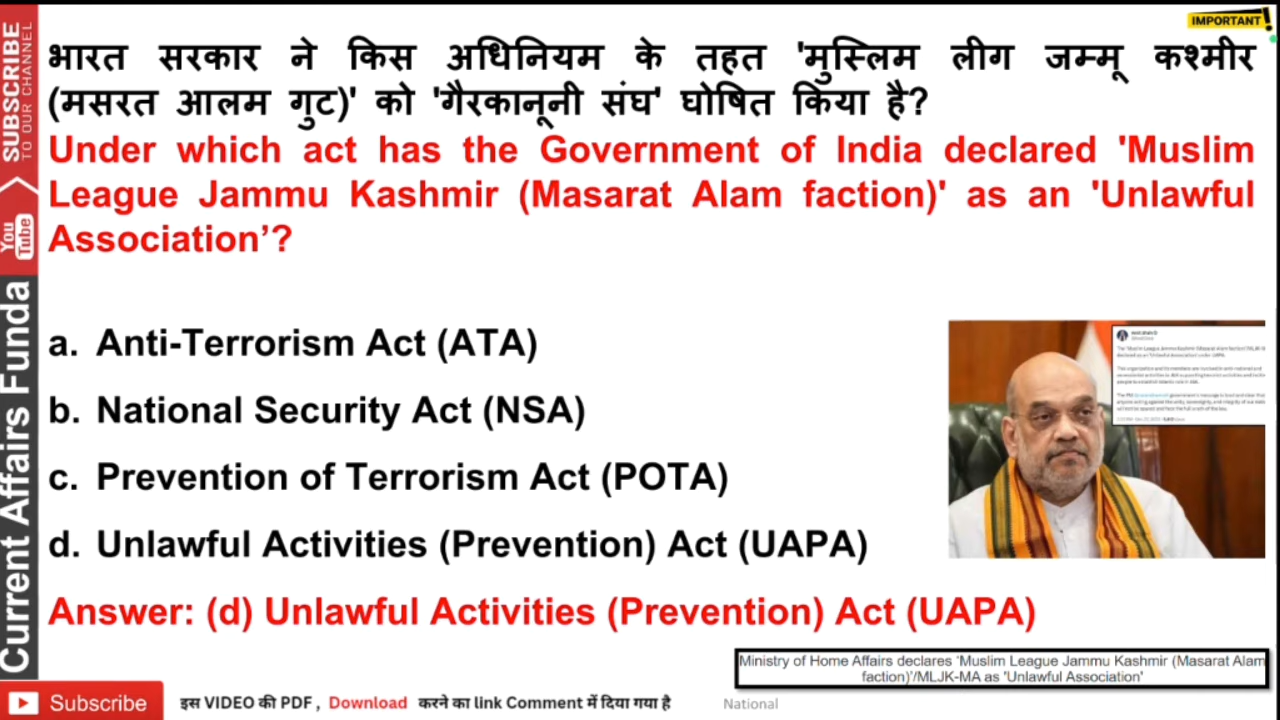 IMPORTANT!
SUBSCRIBE
TO OUR CHANNEL
You
Tube
Current Affairs Funda
भारत सरकार ने किस अधिनियम के तहत 'मुस्लिम लीग जम्मू कश्मीर
(मसरत आलम गुट)' को 'गैरकानूनी संघ' घोषित किया है?
Under which act has the Government of India declared 'Muslim
League Jammu Kashmir (Masarat Alam faction)' as an 'Unlawful
Association’?
a. Anti-Terrorism Act (ATA)
b. National Security Act (NSA)
c. Prevention of Terrorism Act (POTA)
d. Unlawful Activities (Prevention) Act (UAPA)
Answer: (d) Unlawful Activities (Prevention) Act (UAPA)
Ministry of Home Affairs declares ‘Muslim League Jammu Kashmir (Masarat Alam
faction)’/MLJK-MA as 'Unlawful Association'
Subscribe
इस VIDEO की PDF , Download करने का link Comment में दिया गया है
National